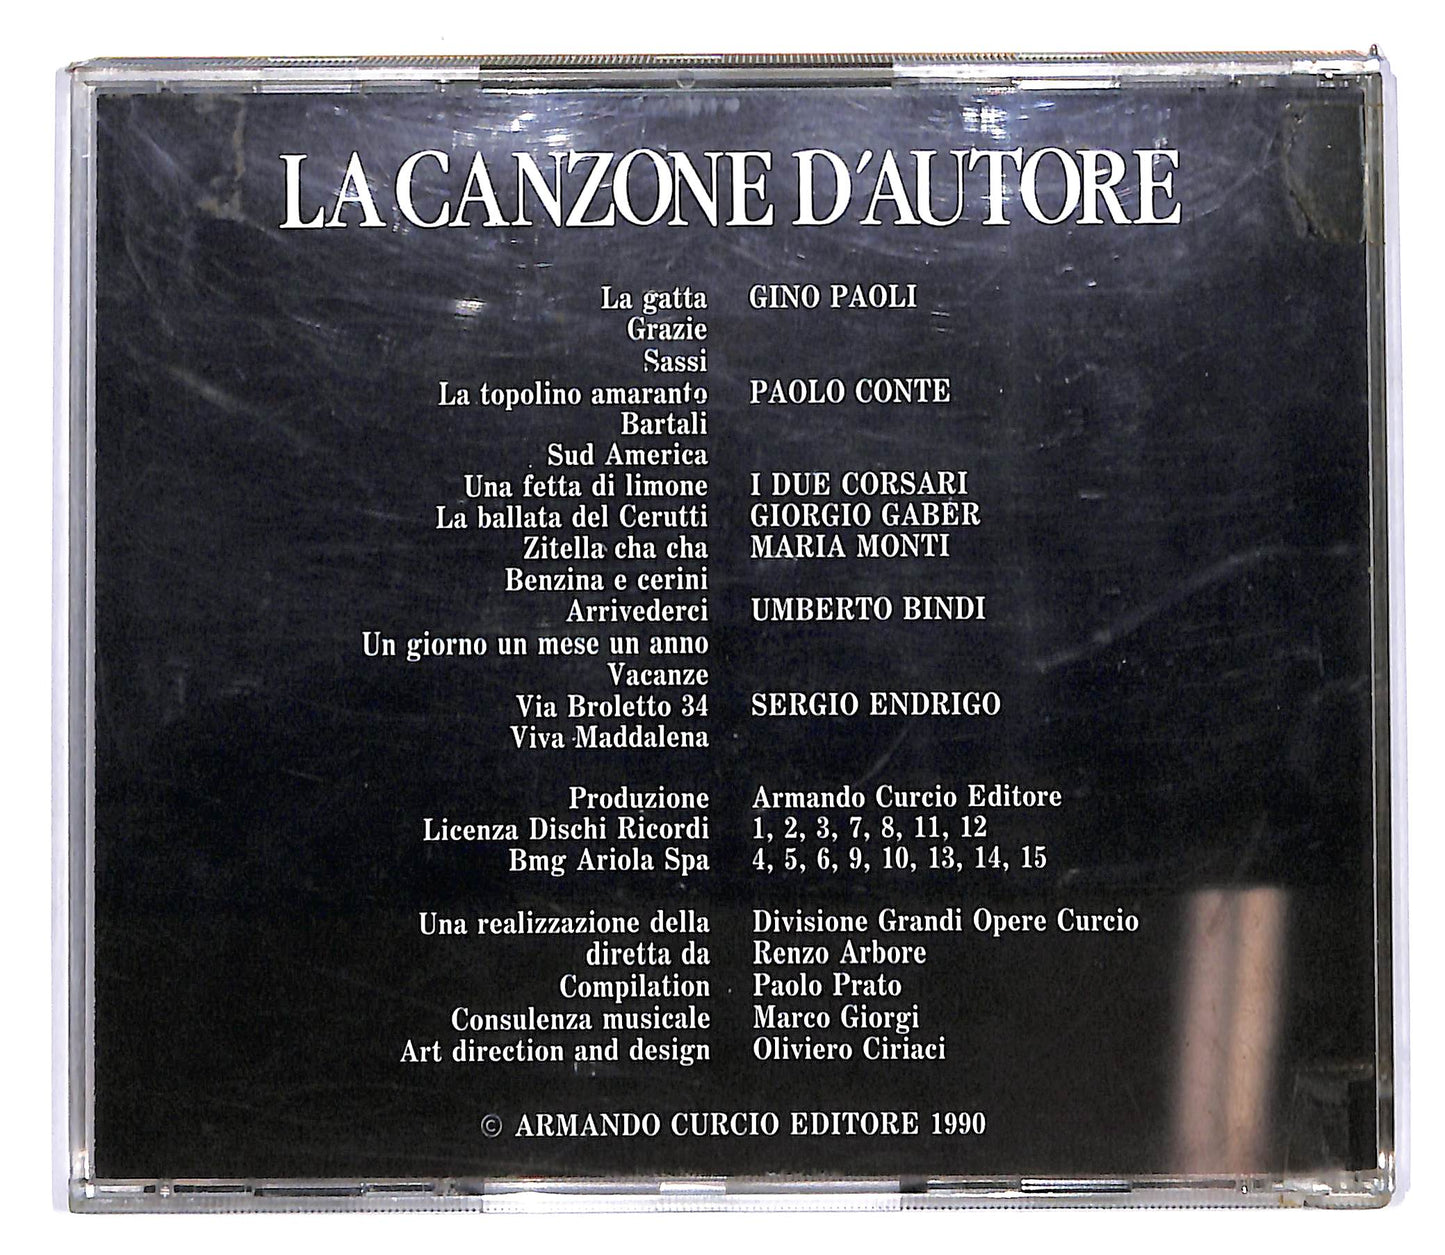 LA CANZONE D'AUTORE
La gatta GINO PAOLI
Grazie
Sassi
La topolino amaranto PAOLO CONTE
Bartali
Sud America
Una fetta di limone I DUE CORSARI
La ballata del Cerutti GIORGIO GABER
Zitella cha cha MARIA MONTI
Benzina e cerini
Arrivederci UMBERTO BINDI
Un giorno un mese un anno
Vacanze
Via Broletto 34 SERGIO ENDRIGO
Viva Maddalena
Produzione Armando Curcio Editore
Licenza Dischi Ricordi 1, 2, 3, 7, 8, 11, 12
Bmg Ariola Spa 4, 5, 6, 9, 10, 13, 14, 15
Una realizzazione della Divisione Grandi Opere Curcio
diretta da Renzo Arbore
Compilation Paolo Prato
Consulenza musicale Marco Giorgi
Art direction and design Oliviero Ciriaci
© ARMANDO CURCIO EDITORE 1990